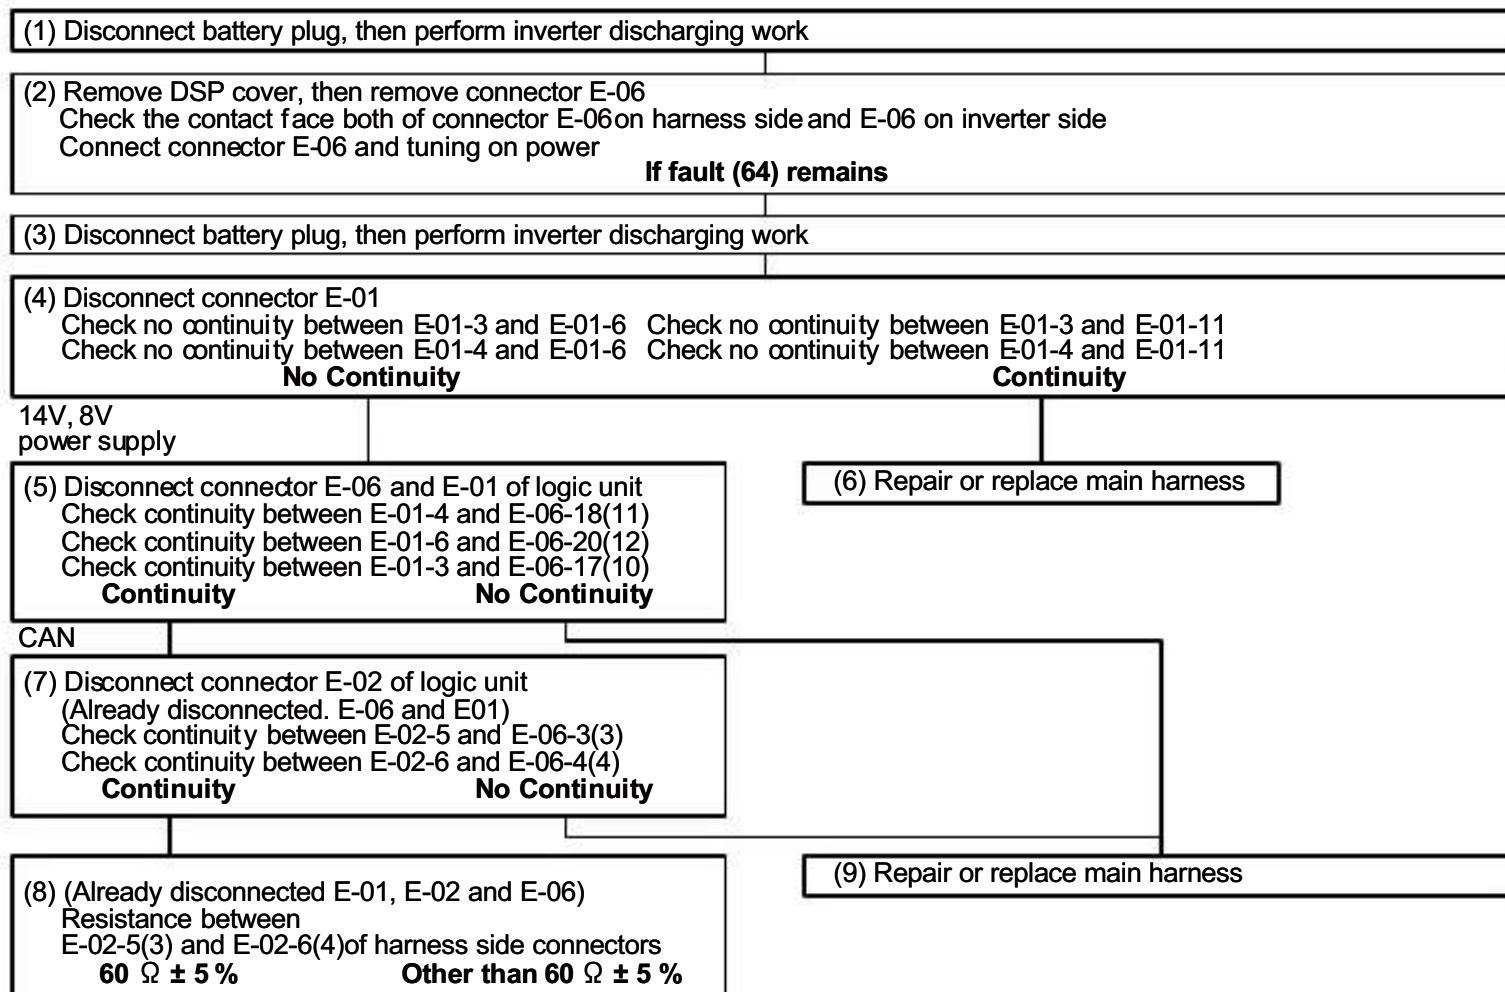 (1) Disconnect battery plug, then perform inverter discharging work
(2) Remove DSP cover, then remove connector E-06
Check the contact face both of connector E-06 on harness side and E-06 on inverter side
Connect connector E-06 and tuning on power
If fault (64) remains
(3) Disconnect battery plug, then perform inverter discharging work
(4) Disconnect connector E-01
Check no continuity between E-01-3 and E-01-6 Check no continuity between E-01-3 and E-01-11
Check no continuity between E-01-4 and E-01-6 Check no continuity between E-01-4 and E-01-11
No Continuity Continuity
14V, 8V
power supply
(5) Disconnect connector E-06 and E-01 of logic unit
Check continuity between E-01-4 and E-06-18(11)
Check continuity between E-01-6 and E-06-20(12)
Check continuity between E-01-3 and E-06-17(10)
Continuity No Continuity
(6) Repair or replace main harness
CAN
(7) Disconnect connector E-02 of logic unit
(Already disconnected. E-06 and E01)
Check continuity between E-02-5 and E-06-3(3)
Check continuity between E-02-6 and E-06-4(4)
Continuity No Continuity
(8) (Already disconnected E-01, E-02 and E-06)
Resistance between
E-02-5(3) and E-02-6(4)of harness side connectors
60 Ω ± 5 % Other than 60 Ω ± 5 %
(9) Repair or replace main harness